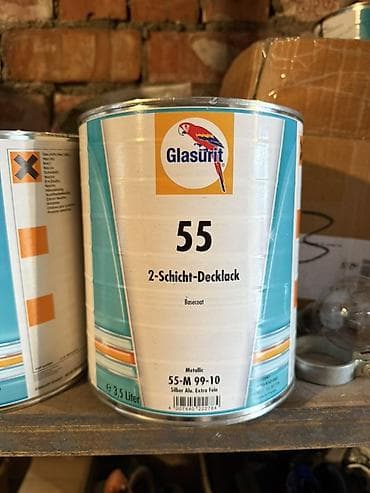 Glasurit
55
2-Schicht-Decklack
Basecoat
Metallic
55-M 99-10
Silber Alu. Extra Fein
e 3,5 Liter